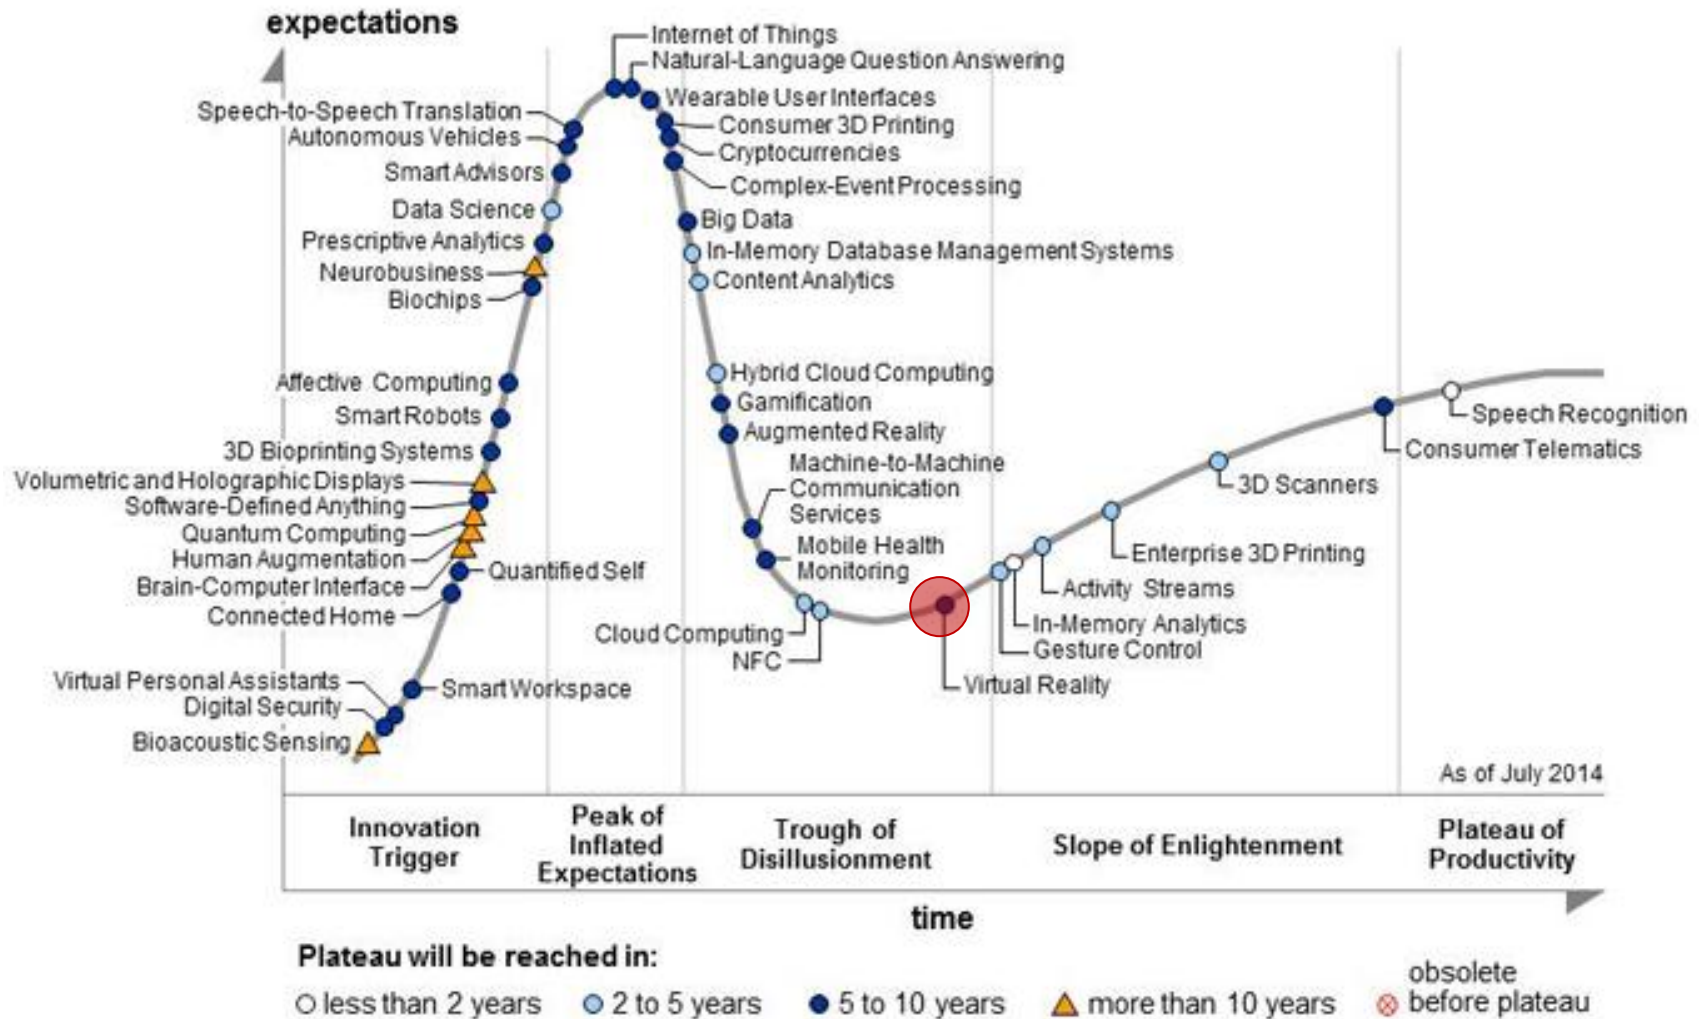 expectations
Internet of Things
Natural-Language Question Answering
Wearable User Interfaces
Speech-to-Speech Translation
Consumer 3D Printing
Autonomous Vehicles
Cryptocurrencies
Smart Advisors
Complex-Event Processing
Data Science
Big Data
Prescriptive Analytics
In-Memory Database Management Systems
Neurobusiness
Content Analytics
Biochips
Hybrid Cloud Computing
Affective Computing
Gamification
Smart Robots
Augmented Reality
3D Bioprinting Systems
Machine-to-Machine
Communication
Services
Volumetric and Holographic Displays
Software-Defined Anything
Quantum Computing
Human Augmentation
Brain-Computer Interface
Quantified Self
Connected Home
Mobile Health
Monitoring
Speech Recognition
Consumer Telematics
3D Scanners
Enterprise 3D Printing
Activity Streams
In-Memory Analytics
Gesture Control
Cloud Computing
NFC
Virtual Reality
Virtual Personal Assistants
Smart Workspace
Digital Security
Bioacoustic Sensing
As of July 2014
Innovation
Trigger
Peak of
Inflated
Expectations
Trough of
Disillusionment
Slope of Enlightenment
Plateau of
Productivity
time
Plateau will be reached in:
less than 2 years
2 to 5 years
5 to 10 years
more than 10 years
obsolete
before plateau